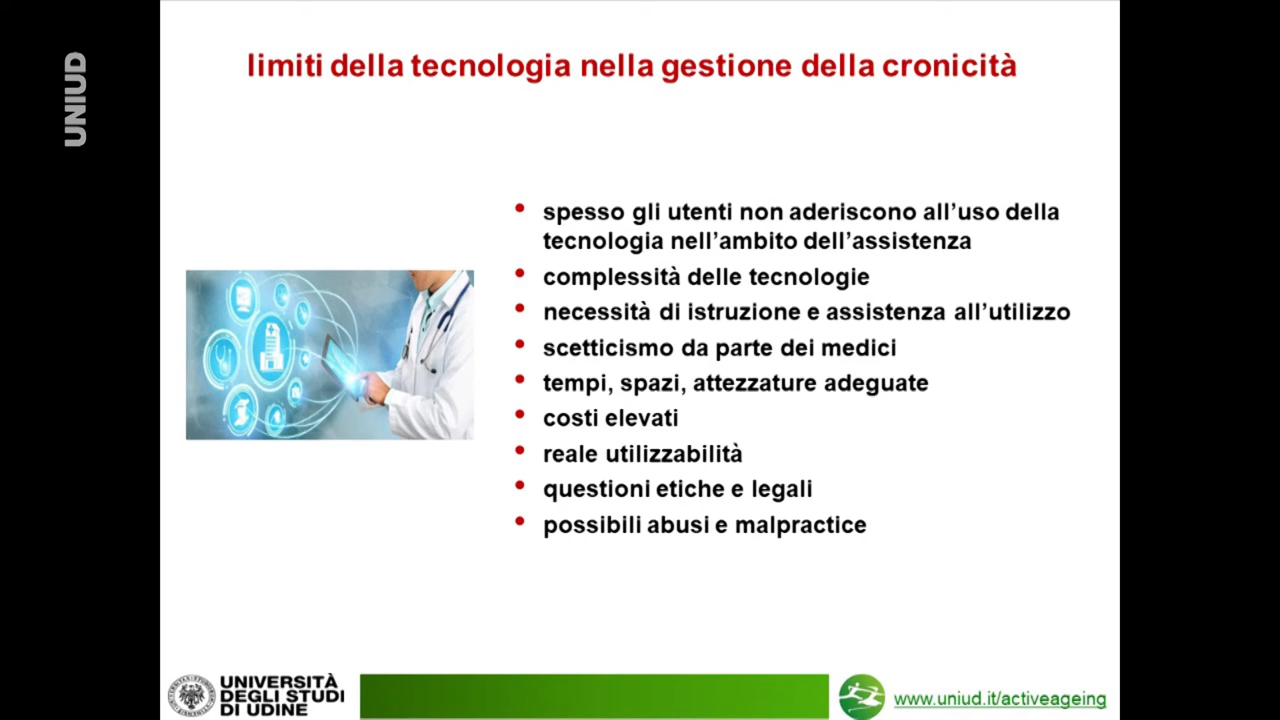 UNIUD
limiti della tecnologia nella gestione della cronicità
spesso gli utenti non aderiscono all’uso della
tecnologia nell’ambito dell’assistenza
complessità delle tecnologie
necessità di istruzione e assistenza all’utilizzo
scetticismo da parte dei medici
tempi, spazi, attezzature adeguate
costi elevati
reale utilizzabilità
questioni etiche e legali
possibili abusi e malpractice
UNIVERSITÀ
DEGLI STUDI
DI UDINE
www.uniud.it/activeageing